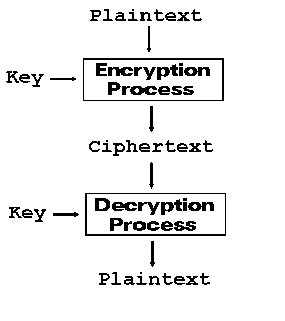 Plaintext
Key
Encryption
Process
Ciphertext
Key
Decryption
Process
Plaintext